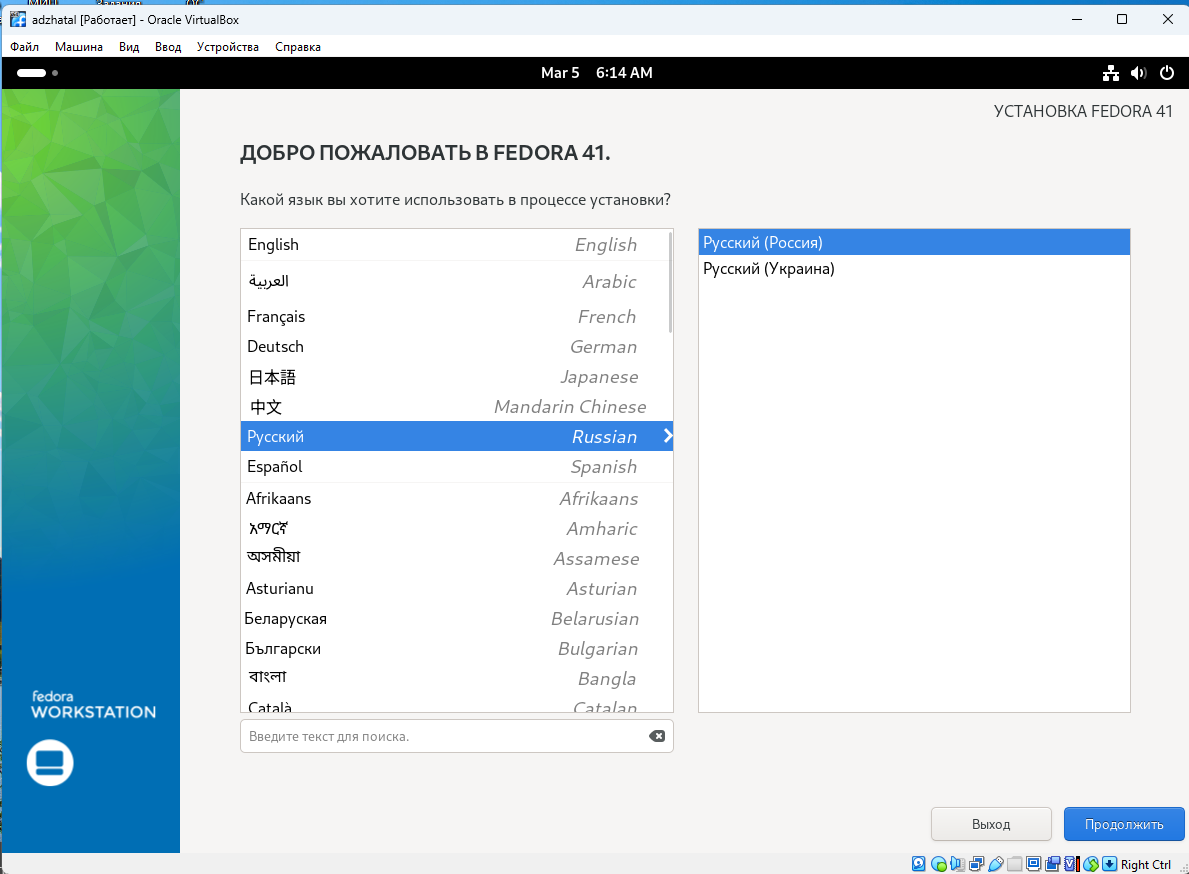 adzhatal [Работает] - Oracle VirtualBox
Файл Машина Вид Ввод Устройства Справка
Mar 5 6:14 AM
УСТАНОВКА FEDORA 41
ДОБРО ПОЖАЛОВАТЬ В FEDORA 41.
Какой язык вы хотите использовать в процессе установки?
English English
العربية Arabic
Français French
Deutsch German
日本語 Japanese
中文 Mandarin Chinese
Русский Russian
Español Spanish
Afrikaans Afrikaans
አማርኛ Amharic
অসমীয়া Assamese
Asturianu Asturian
Беларуская Belarusian
Български Bulgarian
বাংলা Bangla
Català Catalan
Русский (Россия)
Русский (Украина)
Введите текст для поиска.
fedora
WORKSTATION
Выход Продолжить
Right Ctrl